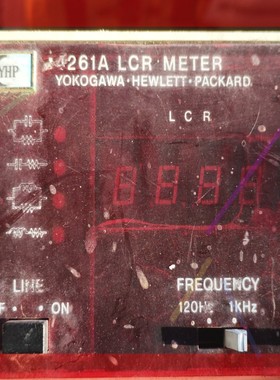 YHP
261A LCR METER
YOKOGAWA·HEWLETT·PACKARD
L C R
LINE
ON
FREQUENCY
120Hz 1kHz